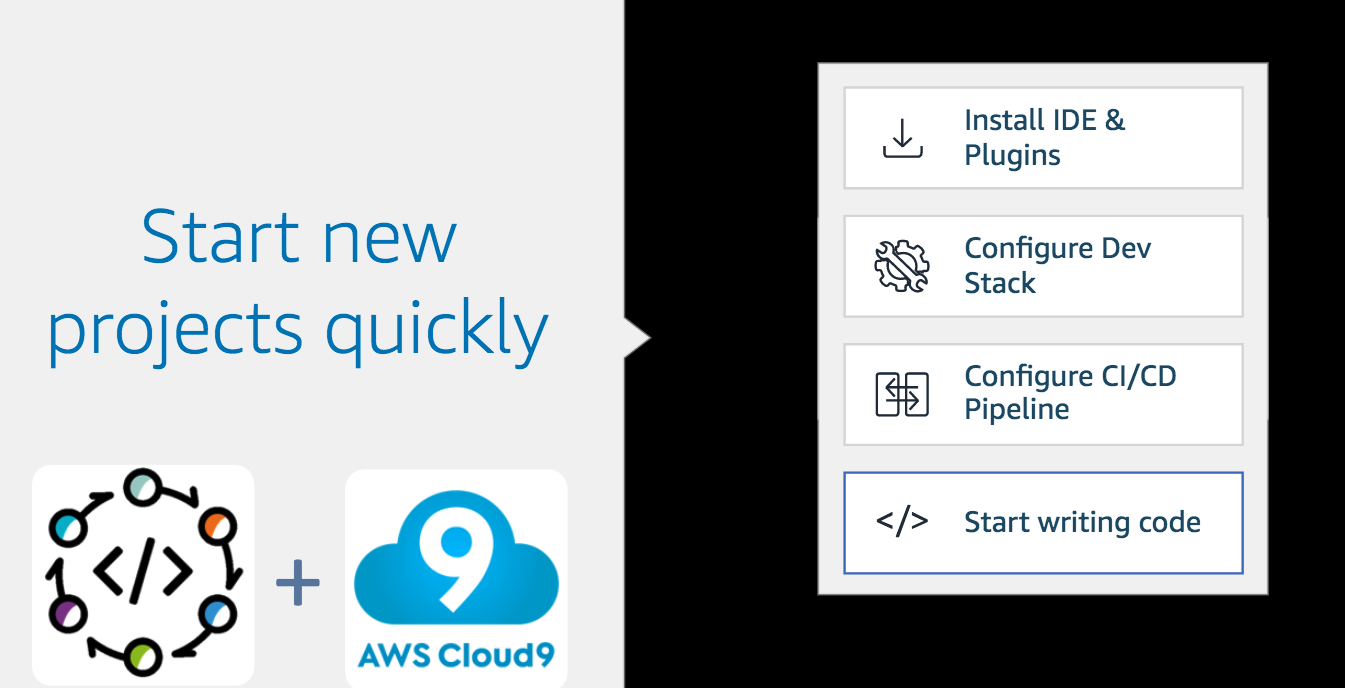 Start new
projects quickly
</>
+
9
AWS Cloud9
Install IDE &
Plugins
Configure Dev
Stack
Configure CI/CD
Pipeline
</> Start writing code